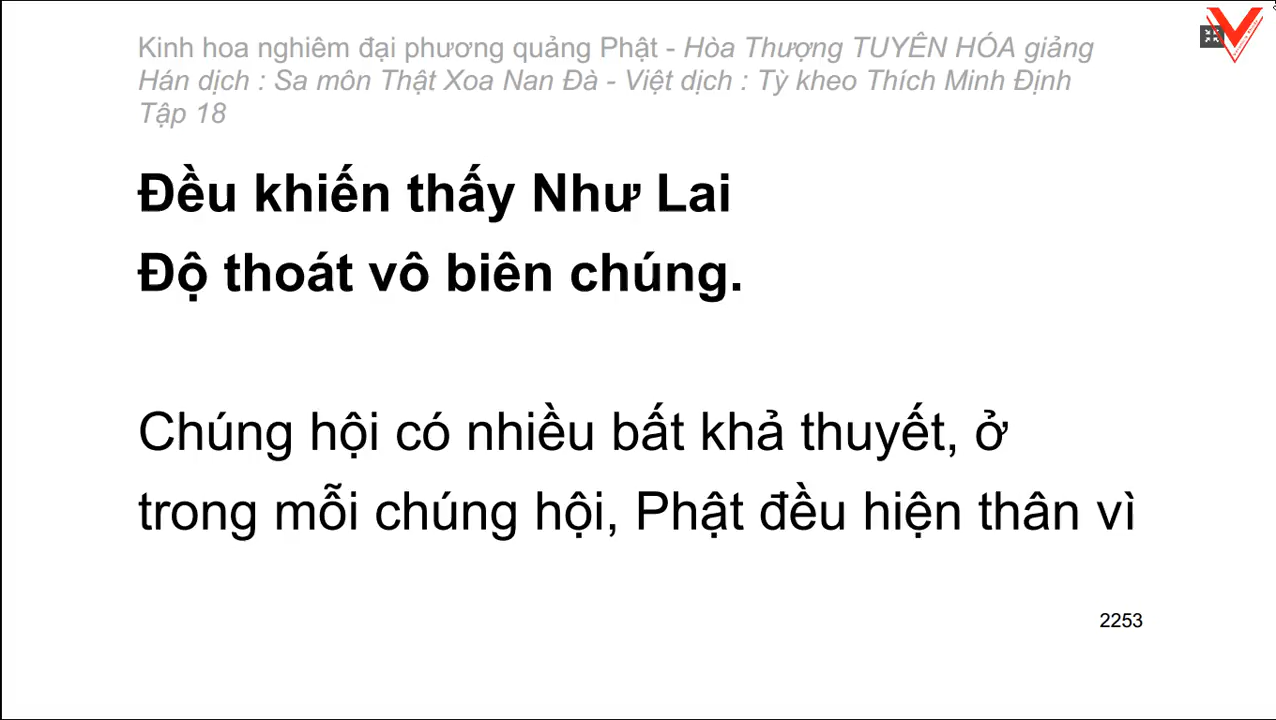 Kinh hoa nghiêm đại phương quảng Phật - Hòa Thượng TUYÊN HÓA giảng
Hán dịch : Sa môn Thật Xoa Nan Đà - Việt dịch : Tỳ kheo Thích Minh Định
Tập 18
Đều khiến thấy Như Lai
Độ thoát vô biên chúng.
Chúng hội có nhiều bất khả thuyết, ở
trong mỗi chúng hội, Phật đều hiện thân vì
2253